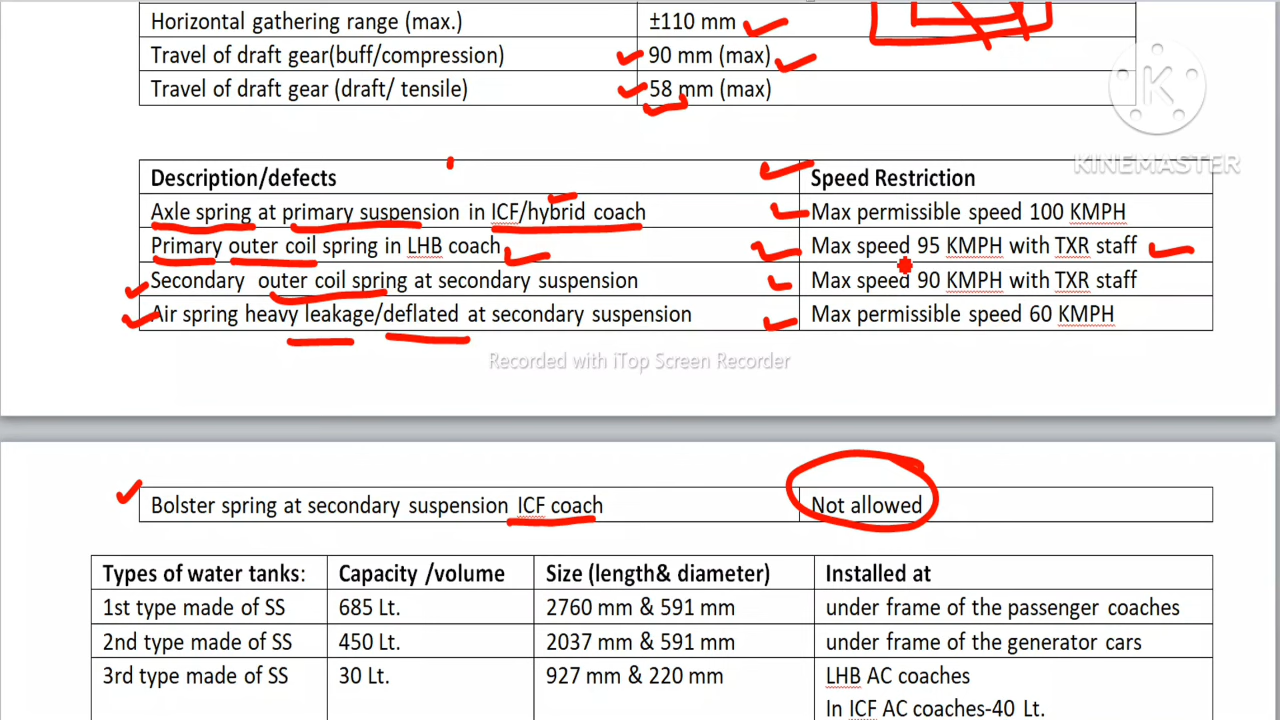 Horizontal gathering range (max.) ±110 mm
Travel of draft gear(buff/compression) 90 mm (max)
Travel of draft gear (draft/ tensile) 58 mm (max)
K
KINEMASTER
Description/defects Speed Restriction
Axle spring at primary suspension in ICF/hybrid coach Max permissible speed 100 KMPH
Primary outer coil spring in LHB coach Max speed 95 KMPH with TXR staff
Secondary outer coil spring at secondary suspension Max speed 90 KMPH with TXR staff
Air spring heavy leakage/deflated at secondary suspension Max permissible speed 60 KMPH
Recorded with iTop Screen Recorder
Bolster spring at secondary suspension ICF coach Not allowed
Types of water tanks: Capacity /volume Size (length& diameter) Installed at
1st type made of SS 685 Lt. 2760 mm & 591 mm under frame of the passenger coaches
2nd type made of SS 450 Lt. 2037 mm & 591 mm under frame of the generator cars
3rd type made of SS 30 Lt. 927 mm & 220 mm LHB AC coaches
In ICF AC coaches-40 Lt.